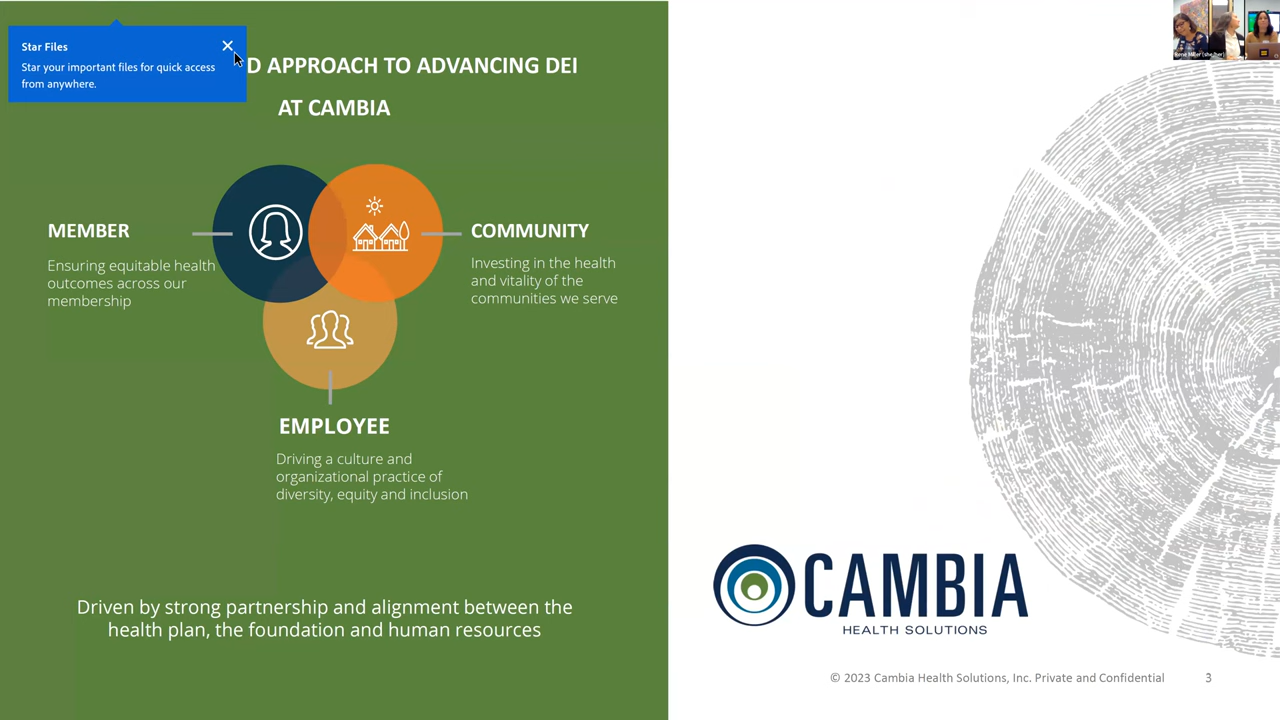 Star Files
Star your important files for quick access
from anywhere.
D APPROACH TO ADVANCING DEI
AT CAMBIA
MEMBER
Ensuring equitable health
outcomes across our
membership
COMMUNITY
Investing in the health
and vitality of the
communities we serve
EMPLOYEE
Driving a culture and
organizational practice of
diversity, equity and inclusion
Driven by strong partnership and alignment between the
health plan, the foundation and human resources
CAMBIA
HEALTH SOLUTIONS
© 2023 Cambia Health Solutions, Inc. Private and Confidential
3